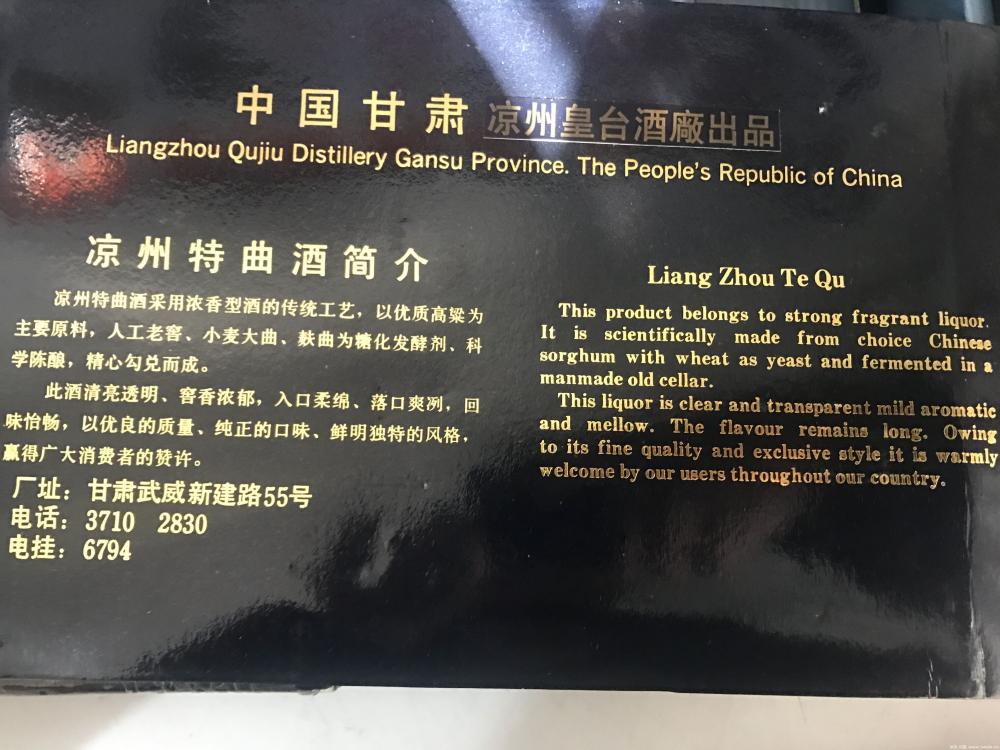 中国甘肃 凉州皇台酒廠出品
Liangzhou Qujiu Distillery Gansu Province. The People's Republic of China
凉州特曲酒简介
凉州特曲酒采用浓香型酒的传统工艺，以优质高粱为
主要原料，人工老窖、小麦大曲、麸曲为糖化发酵剂、科
学陈酿，精心勾兑而成。
此酒清亮透明、窖香浓郁，入口柔绵、落口爽冽，回
味怡畅，以优良的质量、纯正的口味、鲜明独特的风格，
赢得广大消费者的赞许。
厂址：甘肃武威新建路55号
电话：3710 2830
电挂：6794
Liang Zhou Te Qu
This product belongs to strong fragrant liquor.
It is scientifically made from choice Chinese
sorghum with wheat as yeast and fermented in a
manmade old cellar.
This liquor is clear and transparent mild aromatic
and mellow. The flavour remains long. Owing
to its fine quality and exclusive style it is warmly
welcome by our users throughout our country.